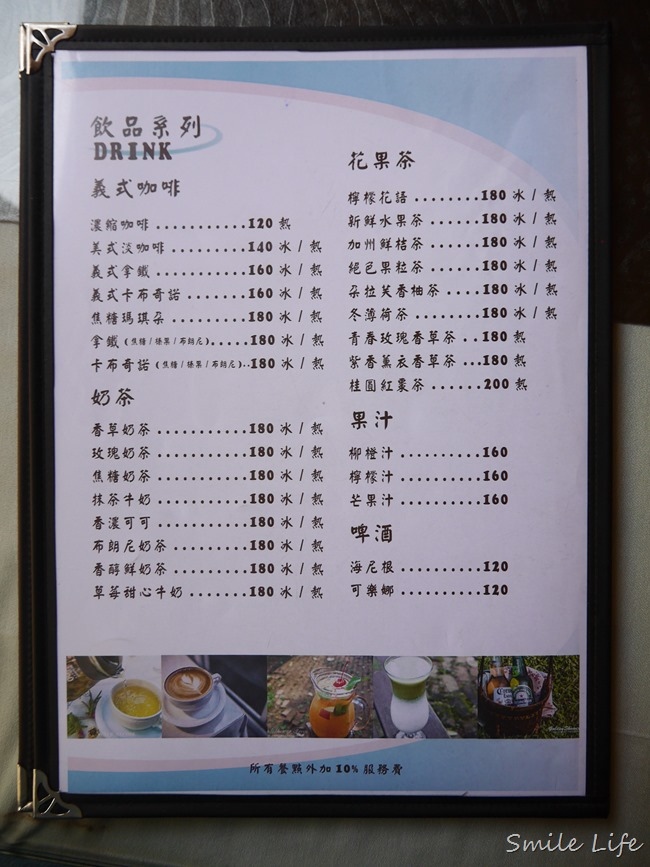 飲品系列
DRINK
義式咖啡
濃縮咖啡............120 熱
美式淡咖啡..........140 冰 / 熱
義式拿鐵............160 冰 / 熱
義式卡布奇諾........160 冰 / 熱
焦糖瑪琪朵..........180 冰 / 熱
拿鐵(焦糖/榛果/布朗尼).....180 冰 / 熱
卡布奇諾(焦糖/榛果/布朗尼)..180 冰 / 熱
奶茶
香草奶茶............180 冰 / 熱
玫瑰奶茶............180 冰 / 熱
焦糖奶茶............180 冰 / 熱
抹茶牛奶............180 冰 / 熱
香濃可可............180 冰 / 熱
布朗尼奶茶..........180 冰 / 熱
香醇鮮奶茶..........180 冰 / 熱
草莓甜心牛奶........180 冰 / 熱
花果茶
檸檬花語.........180 冰 / 熱
新鮮水果茶.......180 冰 / 熱
加州鮮桔茶.......180 冰 / 熱
絕色果粒茶.......180 冰 / 熱
朵拉芙香柚茶....180 冰 / 熱
冬薄荷茶.........180 冰 / 熱
青春玫瑰香草茶..180 熱
紫香薰衣香草茶...180 熱
桂圓紅棗茶.......200 熱
果汁
柳橙汁...........160
檸檬汁...........160
芒果汁...........160
啤酒
海尼根...........120
可樂娜...........120
所有餐點外加10%服務費
Smile Life